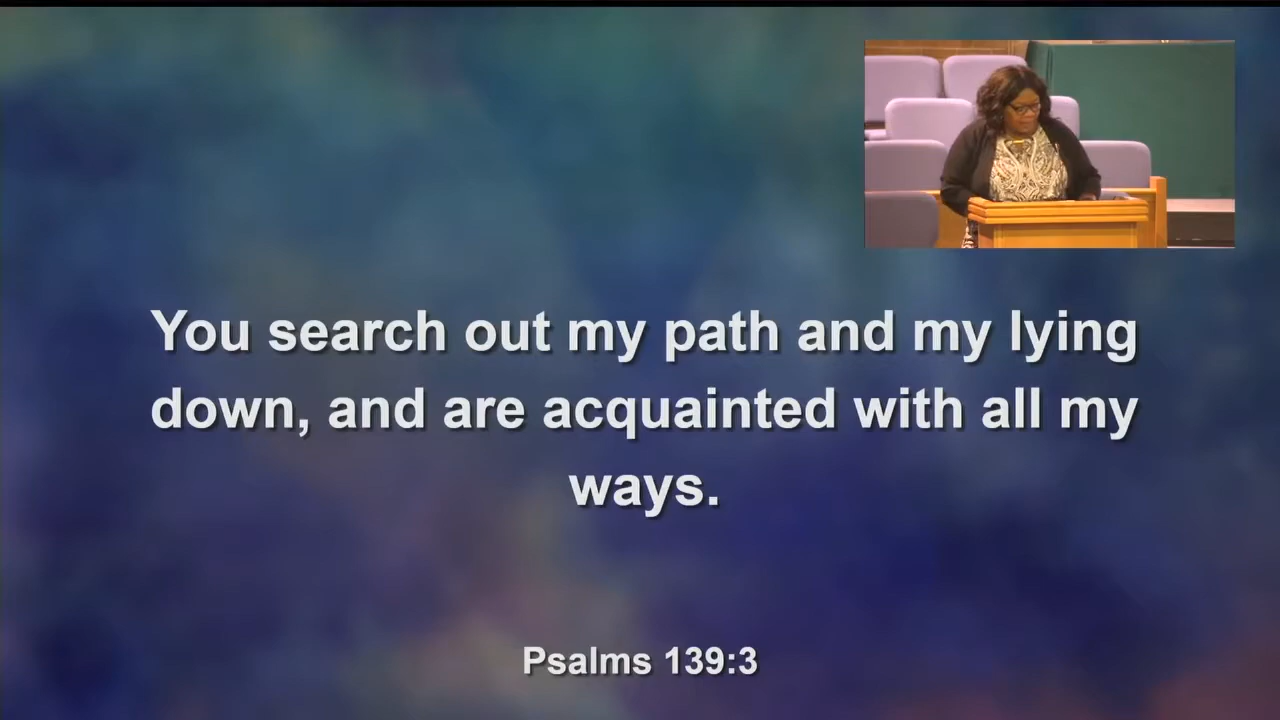 You search out my path and my lying
down, and are acquainted with all my
ways.
Psalms 139:3